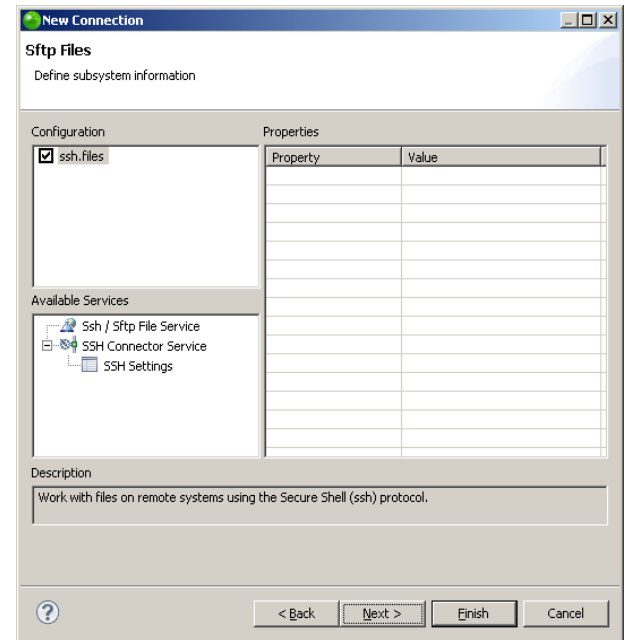 New Connection
Sftp Files
Define subsystem information
Configuration
Properties
ssh.files
Property Value
Available Services
Ssh / Sftp File Service
SSH Connector Service
SSH Settings
Description
Work with files on remote systems using the Secure Shell (ssh) protocol.
? < Back Next > Finish Cancel